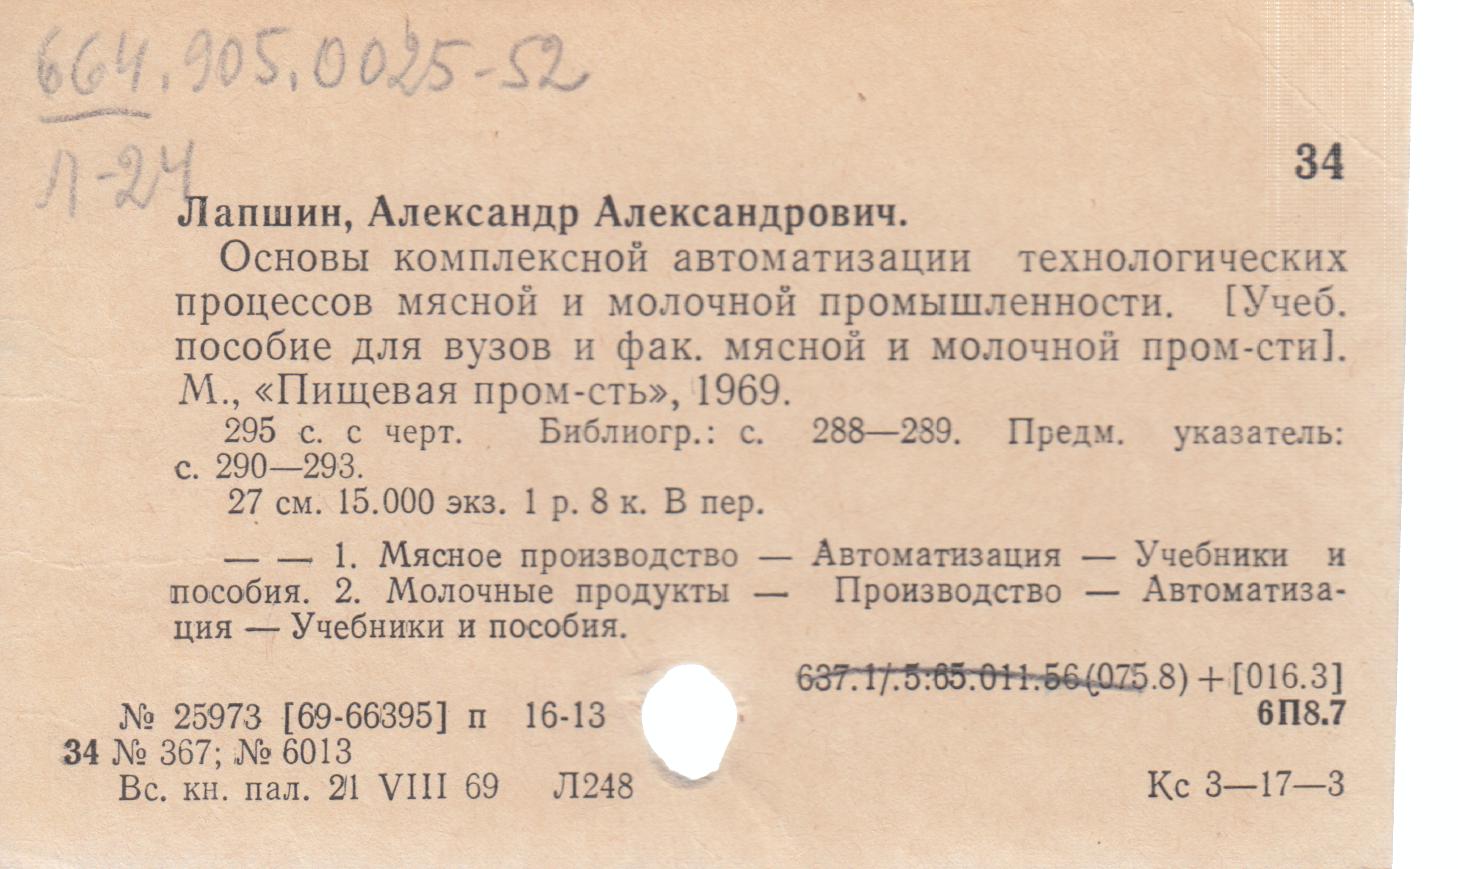 664.905.0025-52
Л-24
34
Лапшин, Александр Александрович.
Основы комплексной автоматизации технологических
процессов мясной и молочной промышленности. [Учеб.
пособие для вузов и фак. мясной и молочной пром-сти].
М., «Пищевая пром-сть», 1969.
295 с. с черт. Библиогр.: с. 288—289. Предм. указатель:
с. 290—293.
27 см. 15.000 экз. 1 р. 8 к. В пер.
— — 1. Мясное производство — Автоматизация — Учебники и
пособия. 2. Молочные продукты — Производство — Автоматиза-
ция — Учебники и пособия.
637.1/.5:65.011.56(075.8) + [016.3]
№ 25973 [69-66395] п 16-13
6П8.7
34 № 367; № 6013
Вс. кн. пал. 21 VIII 69 Л248
Кс 3—17—3